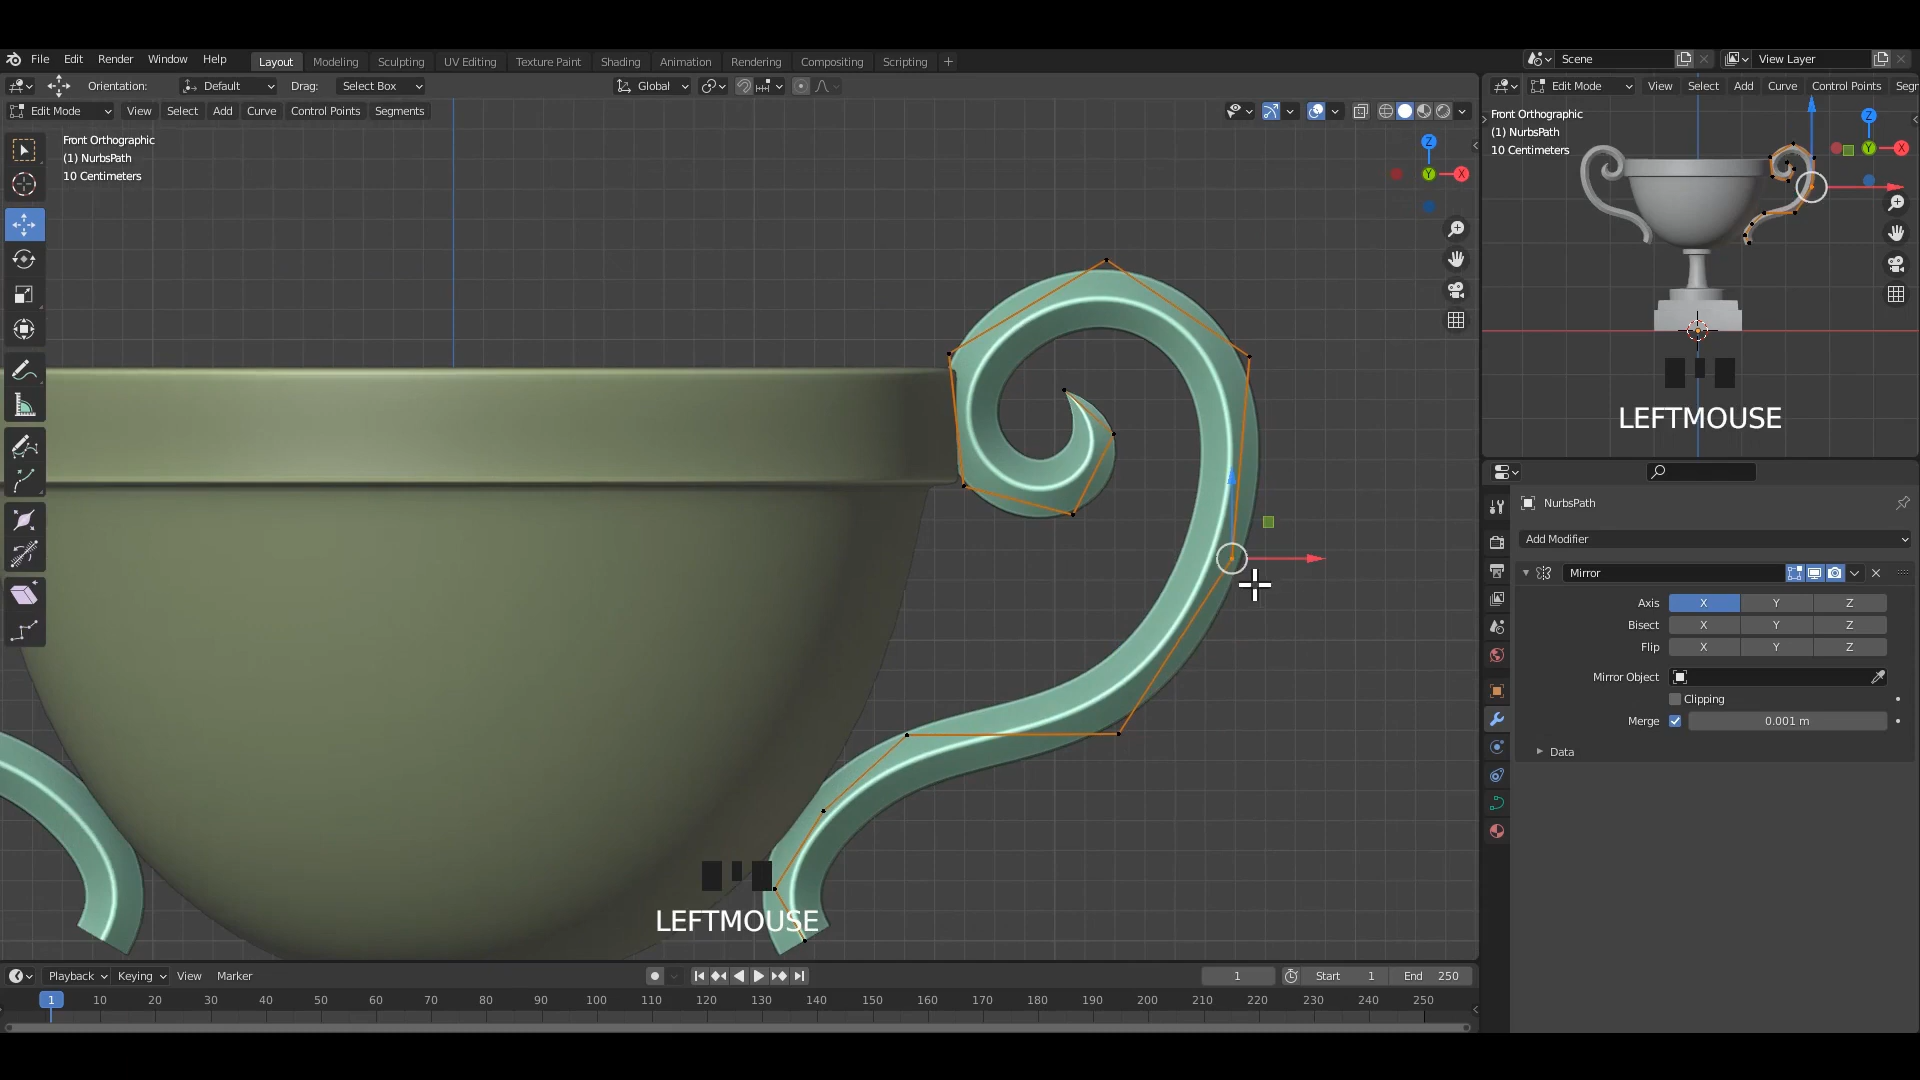 File Edit Render Window Help Layout Modeling Sculpting UV Editing Texture Paint Shading Animation Rendering Compositing Scripting + Scene View Layer
Orientation: Default Drag: Select Box Global
Edit Mode View Select Add Curve Control Points Segments
Front Orthographic
(1) NurbsPath
10 Centimeters
Z
X
Y
LEFTMOUSE
Edit Mode View Select Add Curve Control Points Segr
Front Orthographic
(1) NurbsPath
10 Centimeters
Z
Y
X
LEFTMOUSE
NurbsPath
Add Modifier
Mirror
Axis X Y Z
Bisect X Y Z
Flip X Y Z
Mirror Object
Clipping
Merge 0.001 m
Data
Playback Keying View Marker 1 Start 1 End 250
1 10 20 30 40 50 60 70 80 90 100 110 120 130 140 150 160 170 180 190 200 210 220 230 240 250